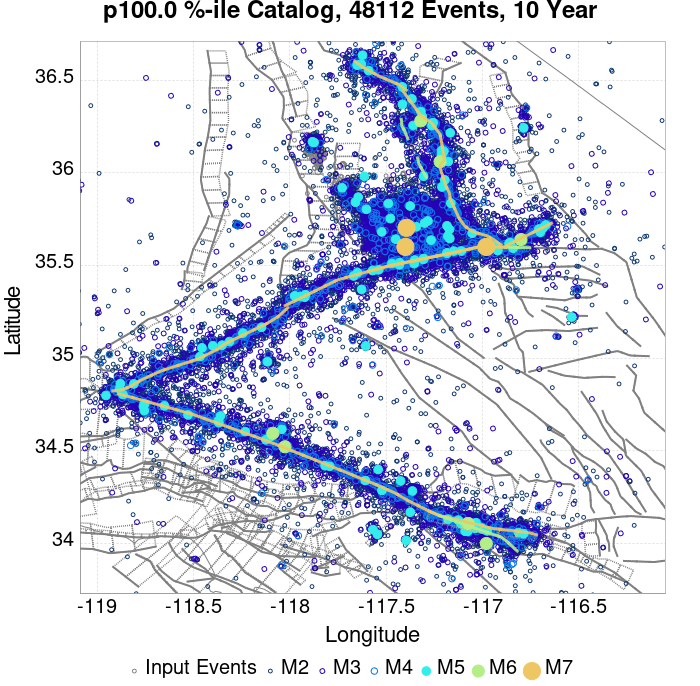 p100.0 %-ile Catalog, 48112 Events, 10 Year
36.5
36
35.5
35
34.5
34
Latitude
-119
-118.5
-118
-117.5
-117
-116.5
Longitude
Input Events
M2
M3
M4
M5
M6
M7